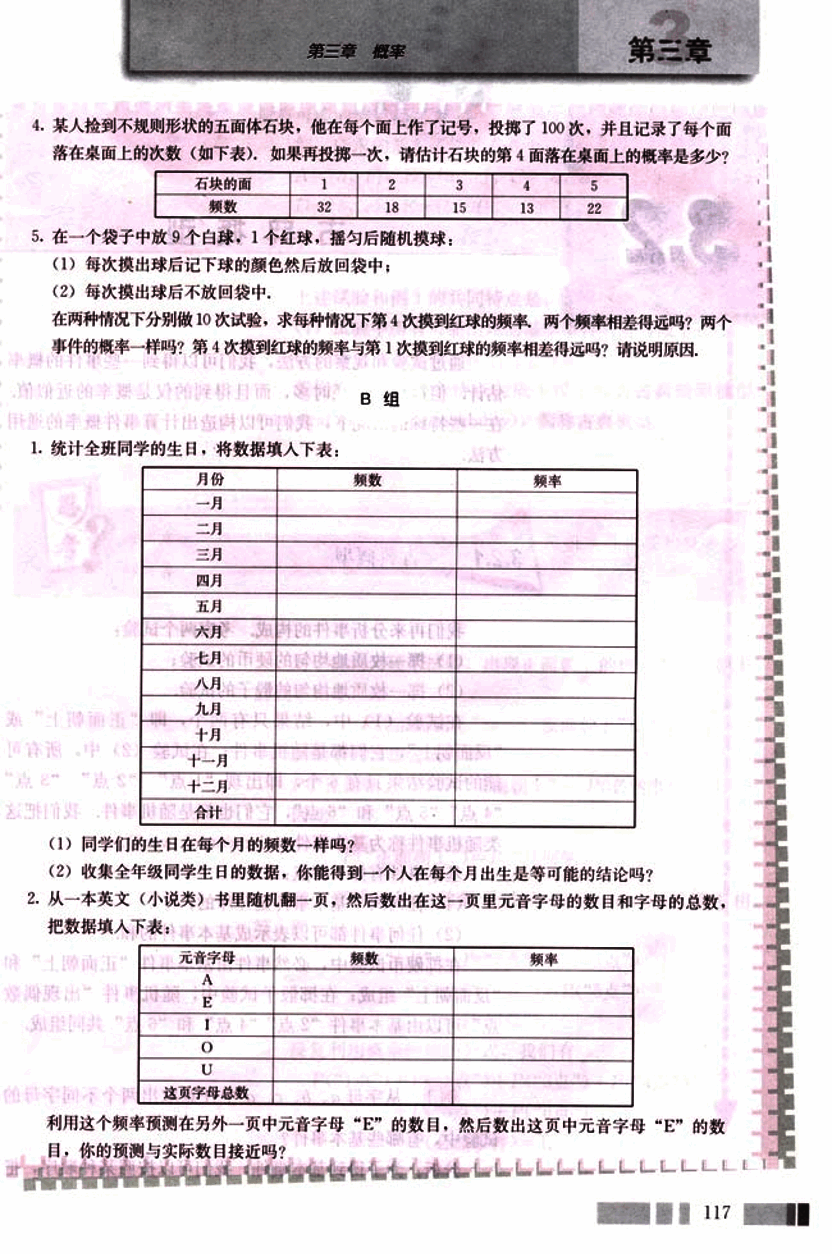 第三章 概率
第三章
4. 某人捡到不规则形状的五面体石块，他在每个面上作了记号，投掷了 100 次，并且记录了每个面
落在桌面上的次数（如下表）. 如果再投掷一次，请估计石块的第 4 面落在桌面上的概率是多少？
石块的面 1 2 3 4 5
频数 32 18 15 13 22
5. 在一个袋子中放 9 个白球，1 个红球，摇匀后随机摸球：
（1）每次摸出球后记下球的颜色然后放回袋中；
（2）每次摸出球后不放回袋中.
在两种情况下分别做 10 次试验，求每种情况下第 4 次摸到红球的频率. 两个频率相差得远吗？两个
事件的概率一样吗？第 4 次摸到红球的频率与第 1 次摸到红球的频率相差得远吗？请说明原因.
B 组
1. 统计全班同学的生日，将数据填入下表：
月份 频数 频率
一月
二月
三月
四月
五月
六月
七月
八月
九月
十月
十一月
十二月
合计
（1）同学们的生日在每个月的频数一样吗？
（2）收集全年级同学生日的数据，你能得到一个人在每个月出生是等可能的结论吗？
2. 从一本英文（小说类）书里随机翻一页，然后数出在这一页里元音字母的数目和字母的总数，
把数据填入下表：
元音字母 频数 频率
A
E
I
O
U
这页字母总数
利用这个频率预测在另外一页中元音字母“E”的数目，然后数出这页中元音字母“E”的数
目，你的预测与实际数目接近吗？
117